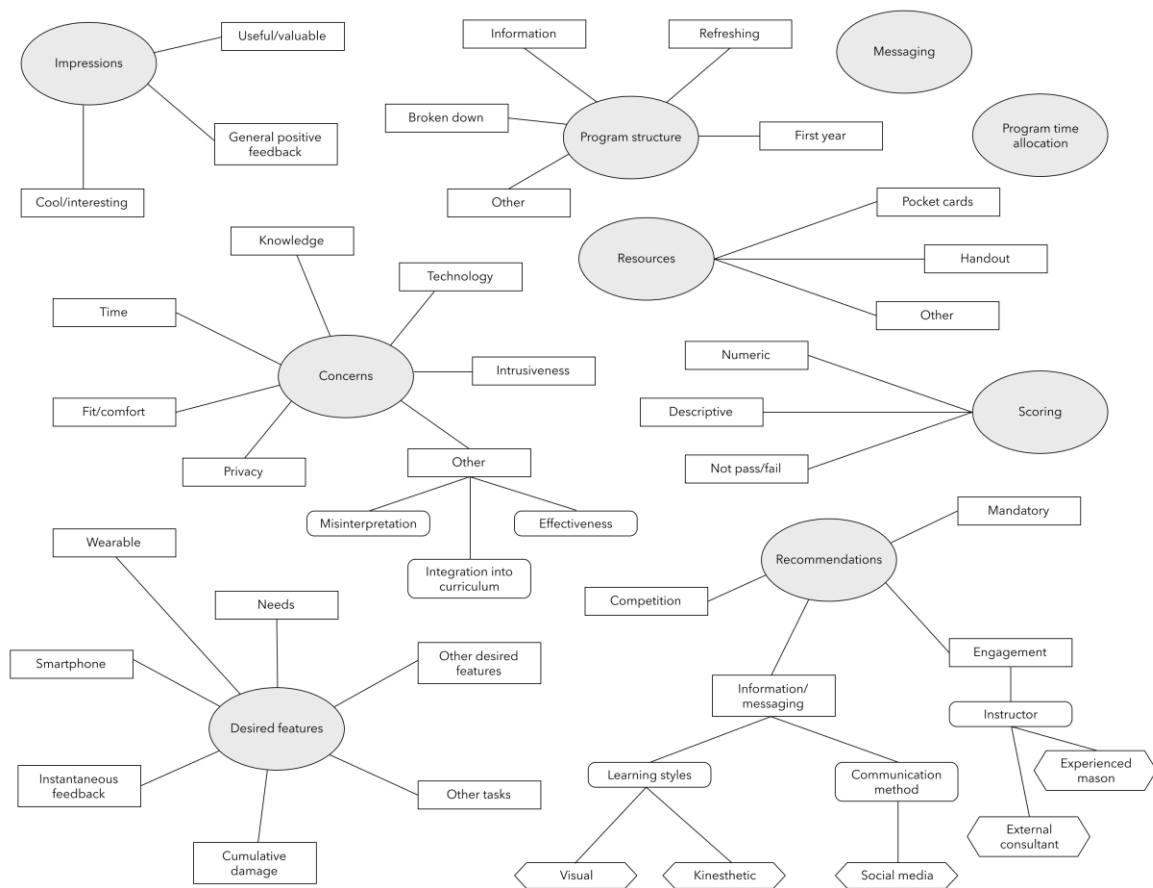 Impressions
Useful/valuable
General positive
feedback
Cool/interesting
Program structure
Information
Refreshing
Broken down
First year
Other
Messaging
Program time
allocation
Resources
Pocket cards
Handout
Other
Concerns
Knowledge
Technology
Time
Intrusiveness
Fit/comfort
Privacy
Other
Misinterpretation
Effectiveness
Integration into
curriculum
Scoring
Numeric
Descriptive
Not pass/fail
Desired features
Wearable
Needs
Smartphone
Other desired
features
Instantaneous
feedback
Other tasks
Cumulative
damage
Recommendations
Mandatory
Competition
Engagement
Instructor
Experienced
mason
External
consultant
Information/
messaging
Learning styles
Communication
method
Visual
Kinesthetic
Social media